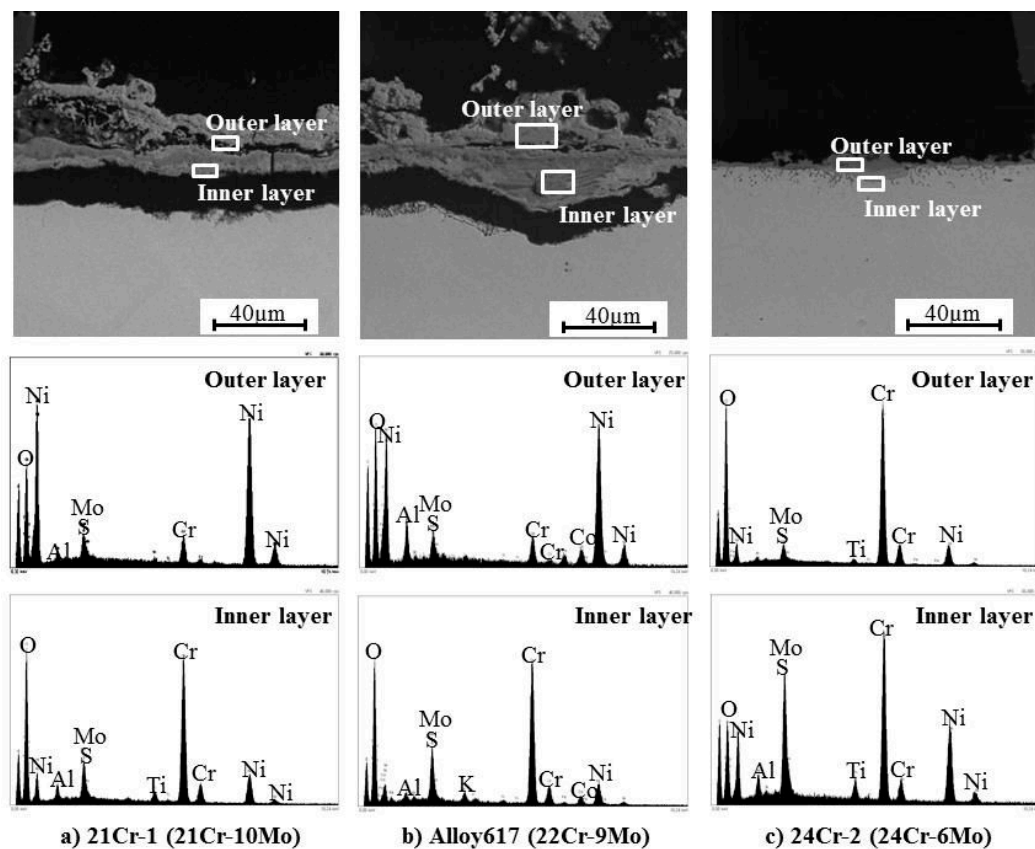 Outer layer
Inner layer
40μm
Outer layer
Inner layer
40μm
Outer layer
Inner layer
40μm
Outer layer
Ni
Ni
O
Mo
S
Al
Cr
Ni
Outer layer
O
Ni
Ni
Al
Mo
S
Cr
Cr
Co
Ni
Outer layer
Cr
O
Ni
Mo
S
Ti
Cr
Ni
Inner layer
O
Cr
Mo
S
Ni
Al
Ti
Cr
Ni
Ni
Inner layer
O
Cr
Mo
S
Al
K
Cr
Co
Ni
Inner layer
Cr
Mo
S
O
Ni
Al
Ti
Cr
Ni
Ni
a) 21Cr-1 (21Cr-10Mo)
b) Alloy617 (22Cr-9Mo)
c) 24Cr-2 (24Cr-6Mo)